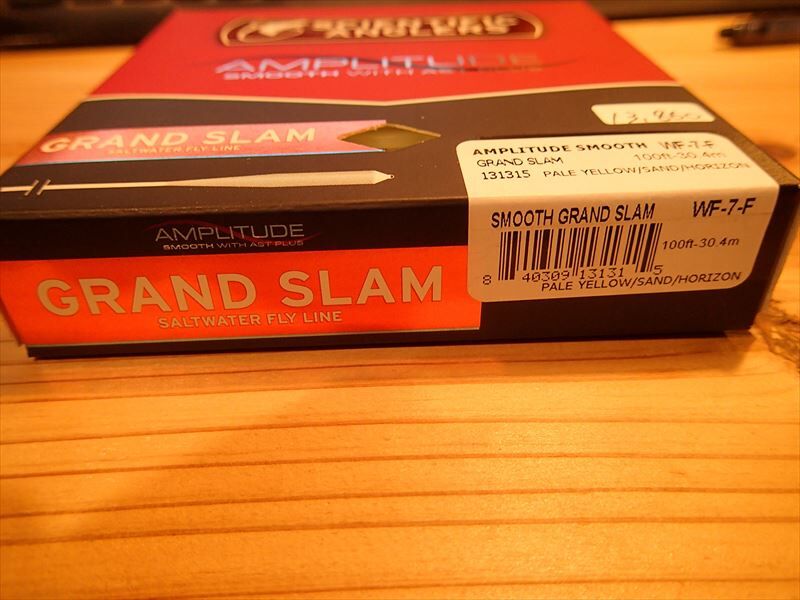 SCIENTIFIC
ANGLERS
AMPLITUDE
SMOOTH WITH AST PLUS
GRAND SLAM
SALTWATER FLY LINE
AMPLITUDE SMOOTH WF-7-F
GRAND SLAM 100ft-30.4m
131315 PALE YELLOW/SAND/HORIZON
SMOOTH GRAND SLAM WF-7-F
100ft-30.4m
8 40309 13131 5
PALE YELLOW/SAND/HORIZON
AMPLITUDE
SMOOTH WITH AST PLUS
GRAND SLAM
SALTWATER FLY LINE